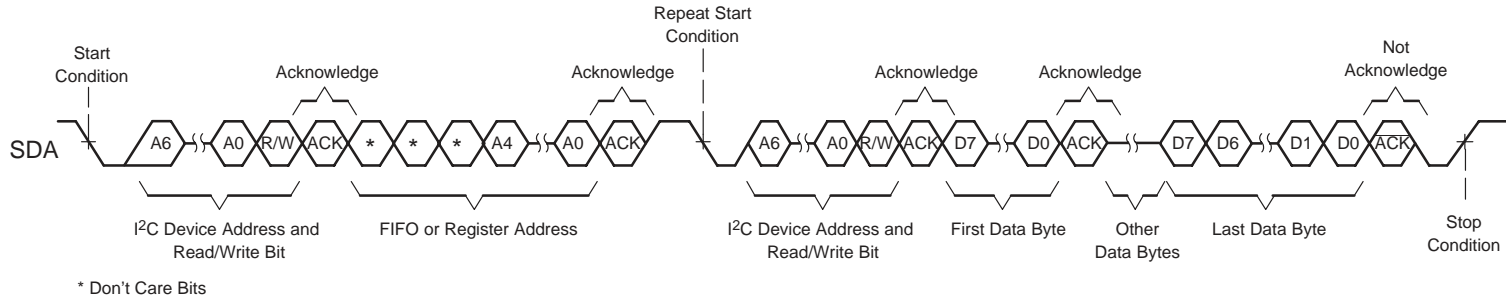 Start
Condition
Repeat Start
Condition
Acknowledge
Acknowledge
Acknowledge
Acknowledge
Not
Acknowledge
SDA
A6 A0 R/W ACK * * * A4 A0 ACK A6 A0 R/W ACK D7 D0 ACK D7 D6 D1 D0 ACK
I²C Device Address and
Read/Write Bit
FIFO or Register Address
I²C Device Address and
Read/Write Bit
First Data Byte
Other
Data Bytes
Last Data Byte
Stop
Condition
* Don't Care Bits